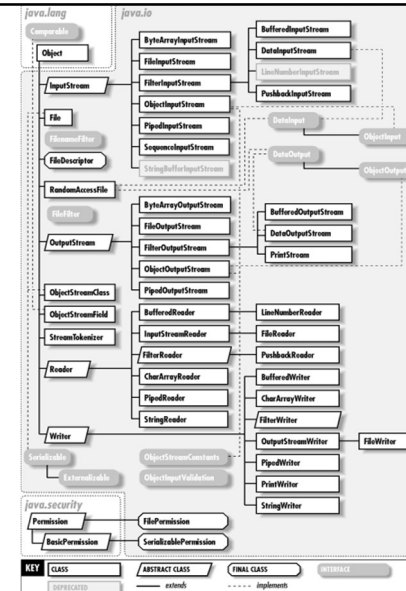 java.lang
java.io
Comparable
Object
InputStream
File
FilenameFilter
FileDescriptor
RandomAccessFile
FileFilter
OutputStream
ObjectStreamClass
ObjectStreamField
StreamTokenizer
Reader
Writer
Serializable
Externalizable
ByteArrayInputStream
FileInputStream
FilterInputStream
ObjectInputStream
PipedInputStream
SequenceInputStream
StringBufferInputStream
BufferedInputStream
DataInputStream
LineNumberInputStream
PushbackInputStream
DataInput
ObjectInput
DataOutput
ObjectOutput
ByteArrayOutputStream
FileOutputStream
FilterOutputStream
ObjectOutputStream
PipedOutputStream
BufferedOutputStream
DataOutputStream
PrintStream
BufferedReader
InputStreamReader
FilterReader
CharArrayReader
PipedReader
StringReader
LineNumberReader
FileReader
PushbackReader
BufferedWriter
CharArrayWriter
FilterWriter
OutputStreamWriter
FileWriter
PipedWriter
PrintWriter
StringWriter
ObjectStreamConstants
ObjectInputValidation
java.security
Permission
BasicPermission
FilePermission
SerializablePermission
KEY
CLASS
ABSTRACT CLASS
FINAL CLASS
INTERFACE
DEPRECATED
extends
implements